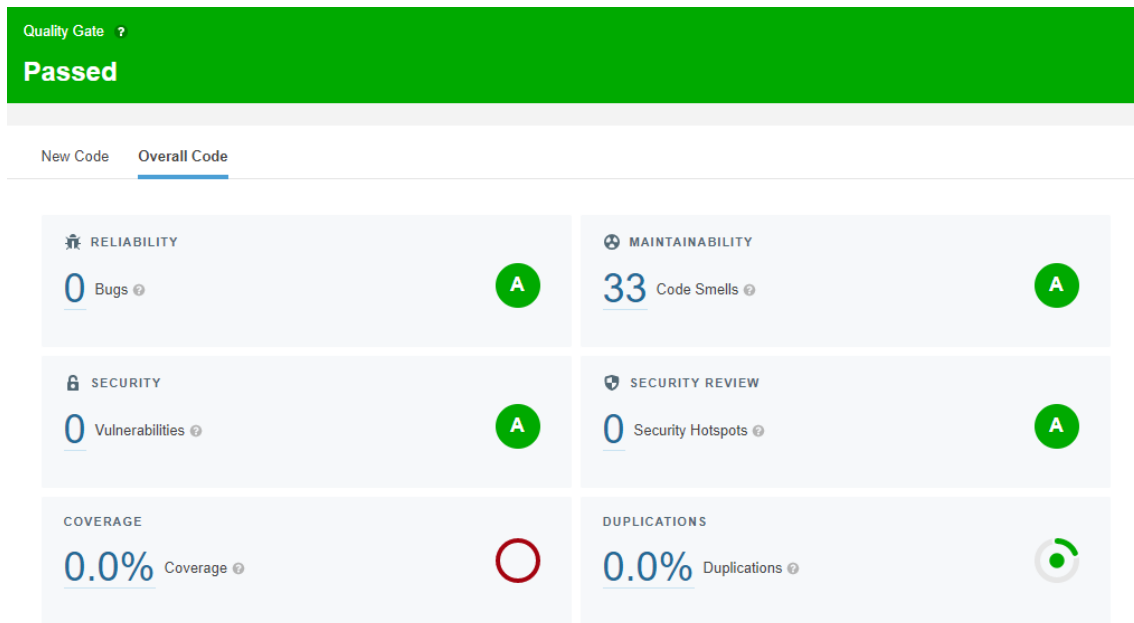 Quality Gate ?
Passed
New Code Overall Code
RELIABILITY
0 Bugs ?
A
MAINTAINABILITY
33 Code Smells ?
A
SECURITY
0 Vulnerabilities ?
A
SECURITY REVIEW
0 Security Hotspots ?
A
COVERAGE
0.0% Coverage ?
DUPLICATIONS
0.0% Duplications ?